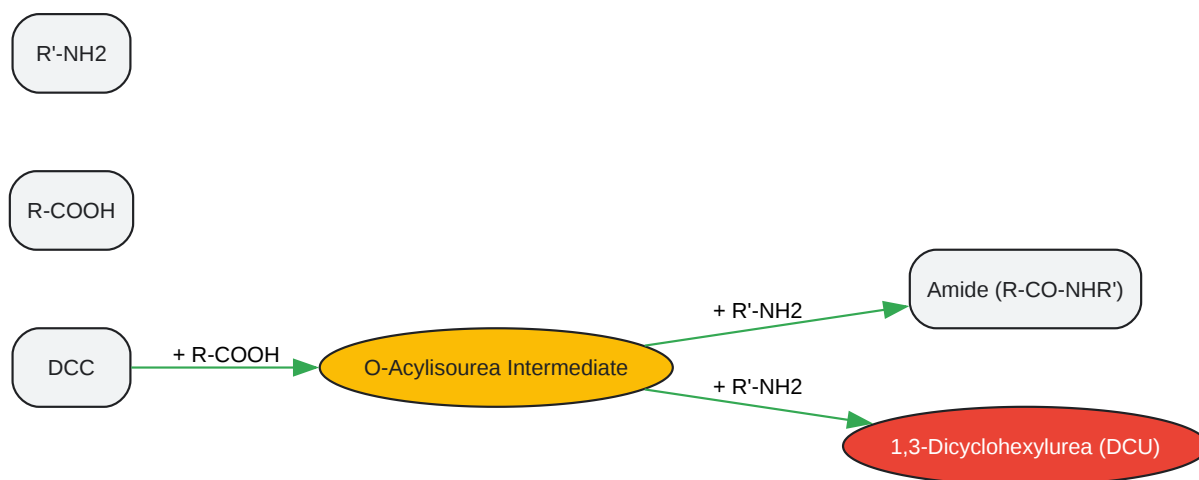 R'-NH2
R-COOH
DCC
+ R-COOH
O-Acylisourea Intermediate
+ R'-NH2
Amide (R-CO-NHR')
+ R'-NH2
1,3-Dicyclohexylurea (DCU)